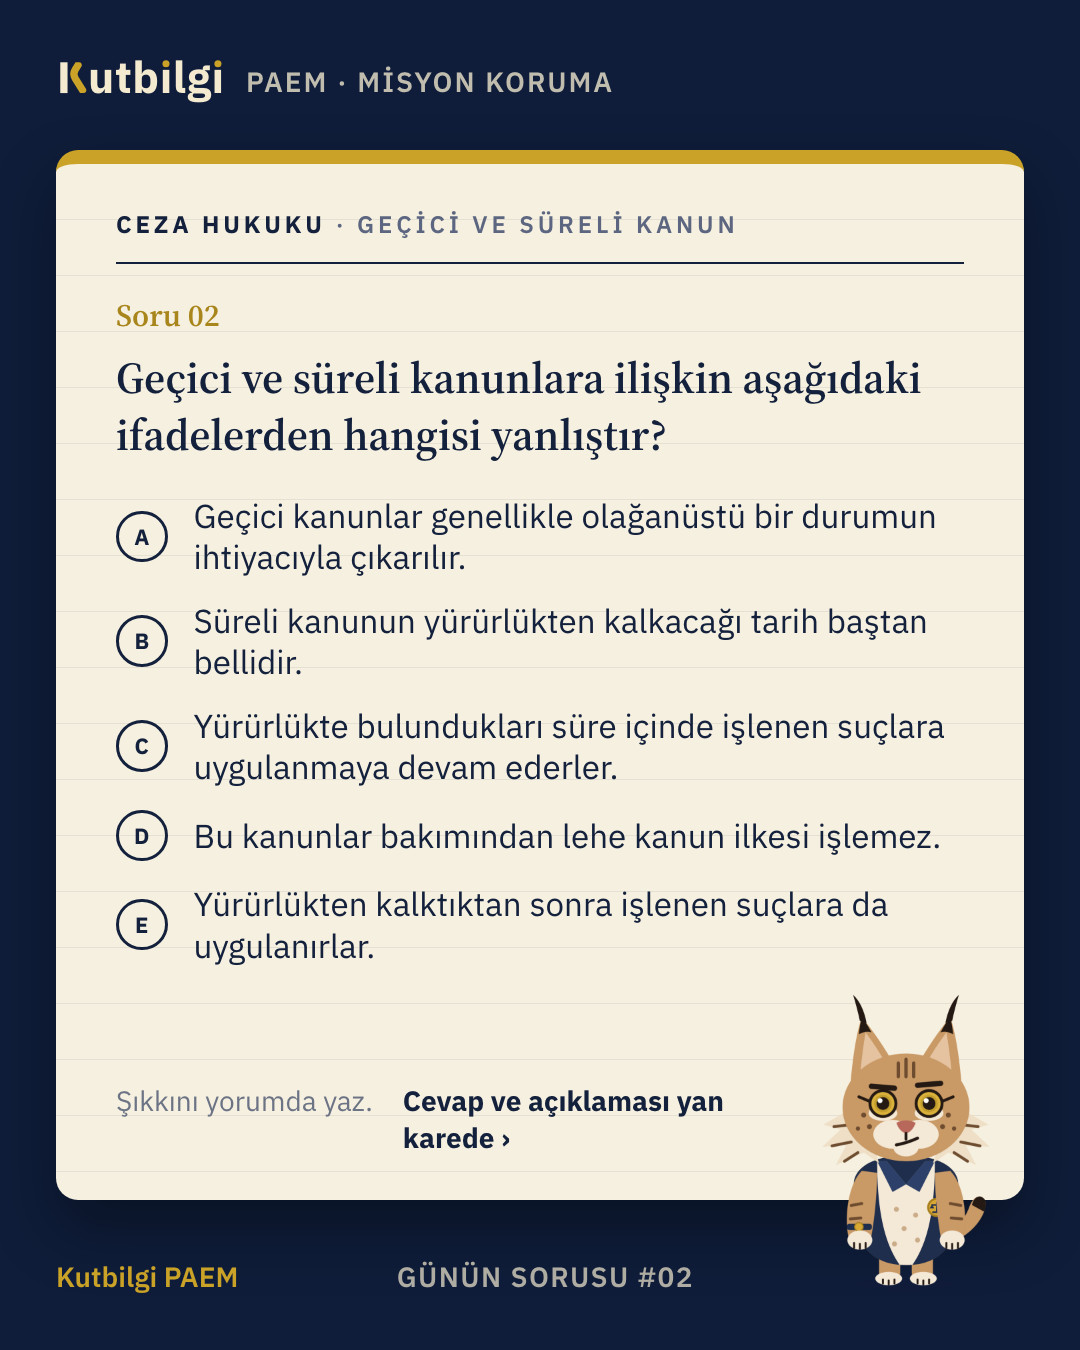 Kutbilgi PAEM · MİSYON KORUMA
CEZA HUKUKU · GEÇİCİ VE SÜRELİ KANUN
Soru 02
Geçici ve süreli kanunlara ilişkin aşağıdaki
ifadelerden hangisi yanlıştır?
A Geçici kanunlar genellikle olağanüstü bir durumun
ihtiyacıyla çıkarılır.
B Süreli kanunun yürürlükten kalkacağı tarih baştan
bellidir.
C Yürürlükte bulundukları süre içinde işlenen suçlara
uygulanmaya devam ederler.
D Bu kanunlar bakımından lehe kanun ilkesi işlemez.
E Yürürlükten kalktıktan sonra işlenen suçlara da
uygulanırlar.
Şıkkını yorumda yaz. Cevap ve açıklaması yan
karede ›
Kutbilgi PAEM GÜNÜN SORUSU #02